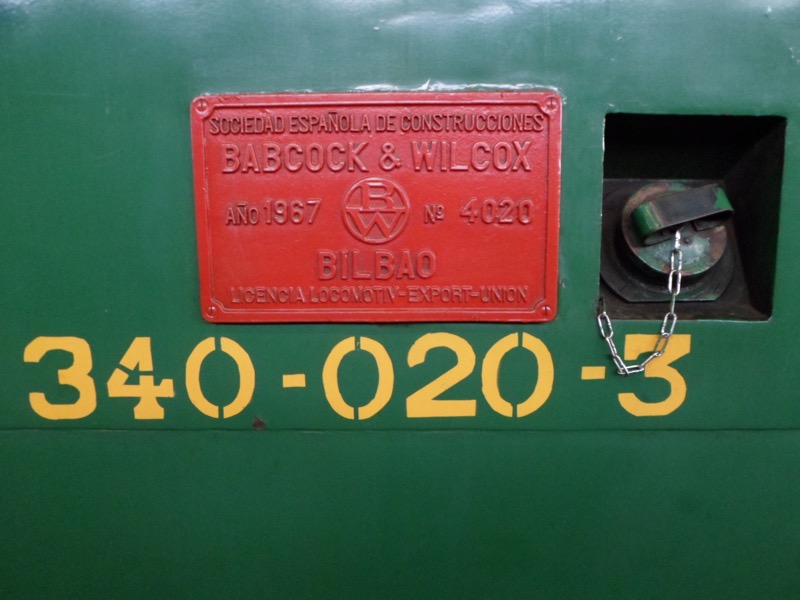 SOCIEDAD ESPAÑOLA DE CONSTRUCCIONES
BABCOCK & WILCOX
AÑO 1967 BW Nº 4020
BILBAO
LICENCIA LOCOMOTIV-EXPORT-UNION
340-020-3